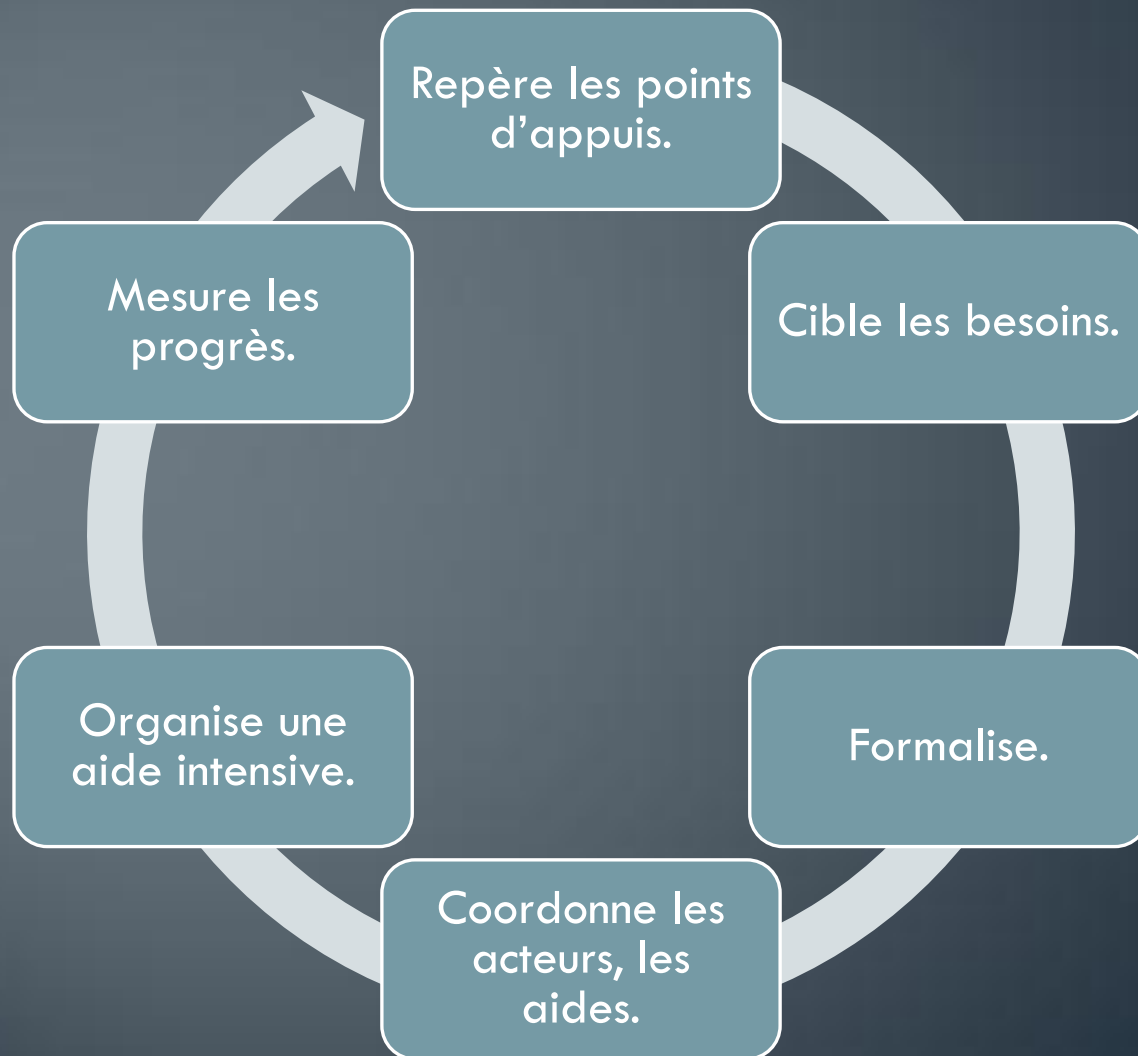 Repère les points
d’appuis.
Cible les besoins.
Formalise.
Coordonne les
acteurs, les
aides.
Organise une
aide intensive.
Mesure les
progrès.